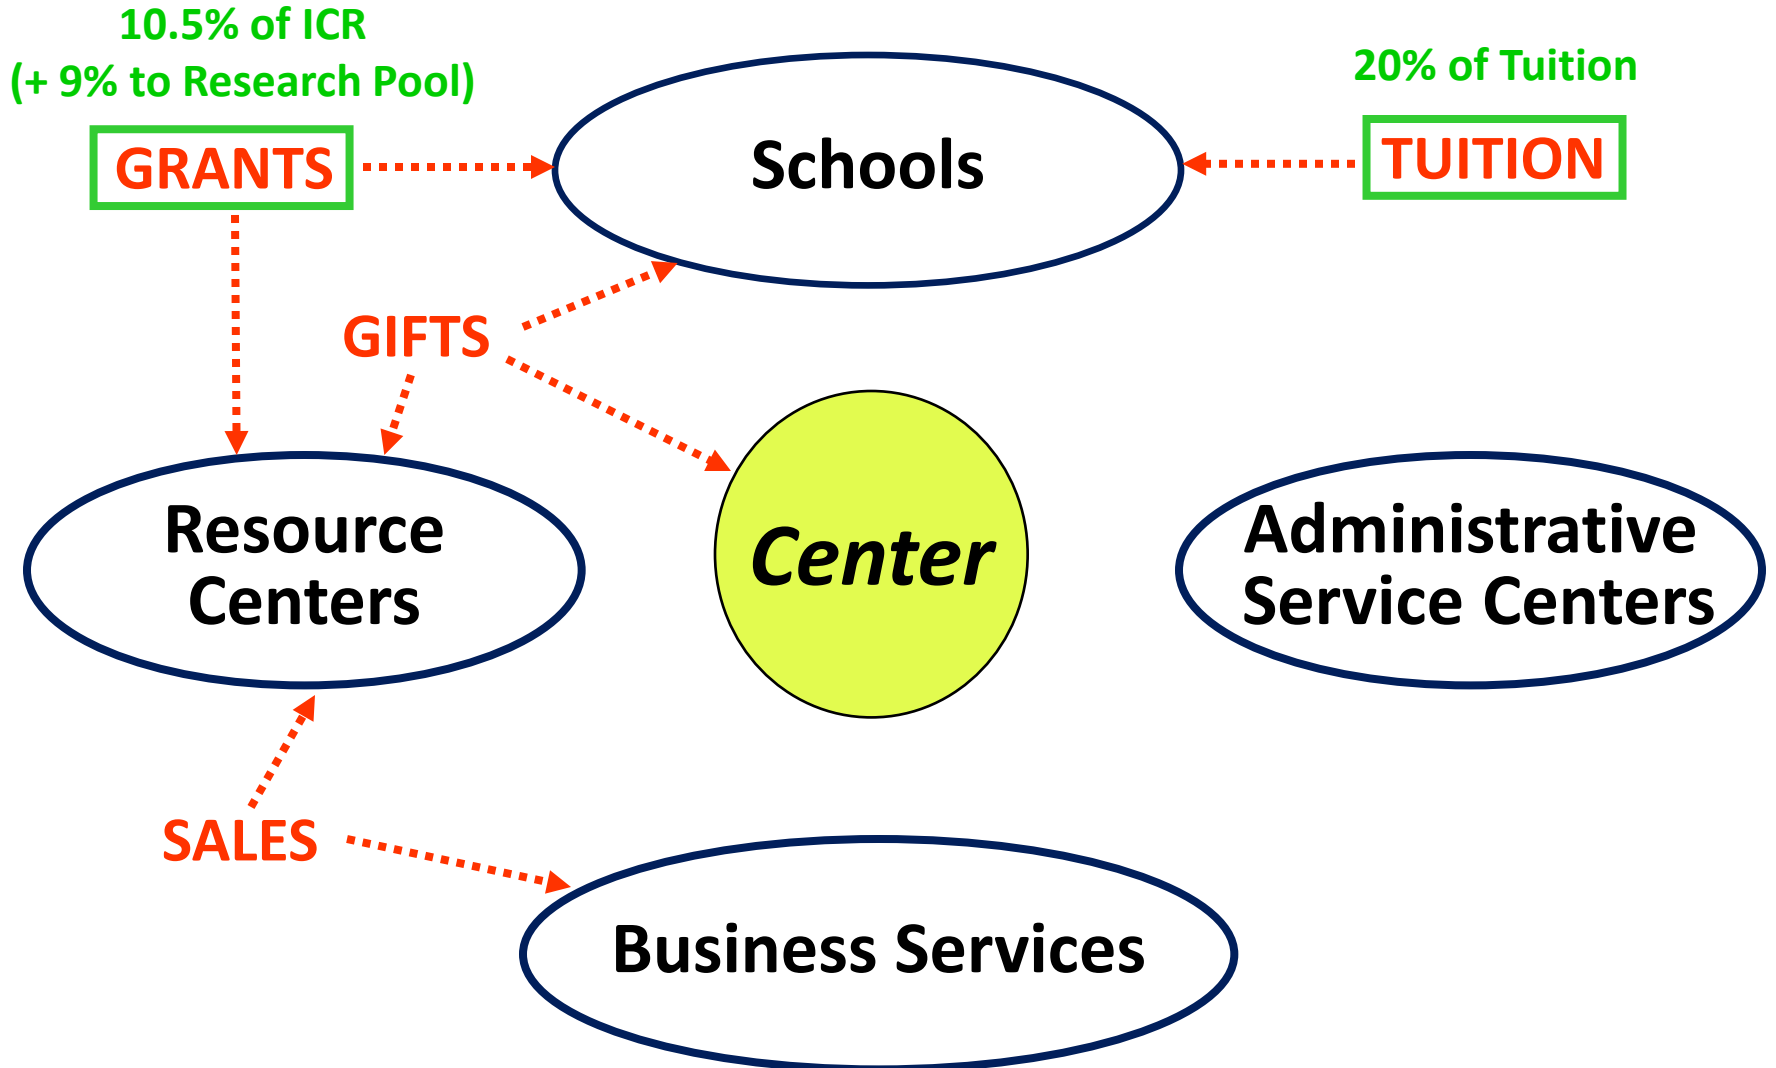 10.5% of ICR
(+ 9% to Research Pool)
20% of Tuition
GRANTS
Schools
TUITION
GIFTS
Resource
Centers
Center
Administrative
Service Centers
SALES
Business Services